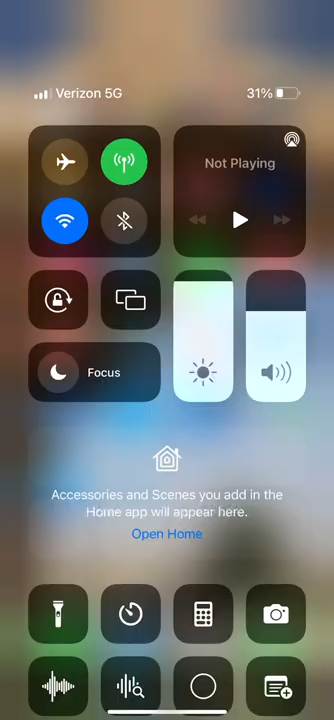 Verizon 5G
31%
Not Playing
Focus
Accessories and Scenes you add in the
Home app will appear here.
Open Home